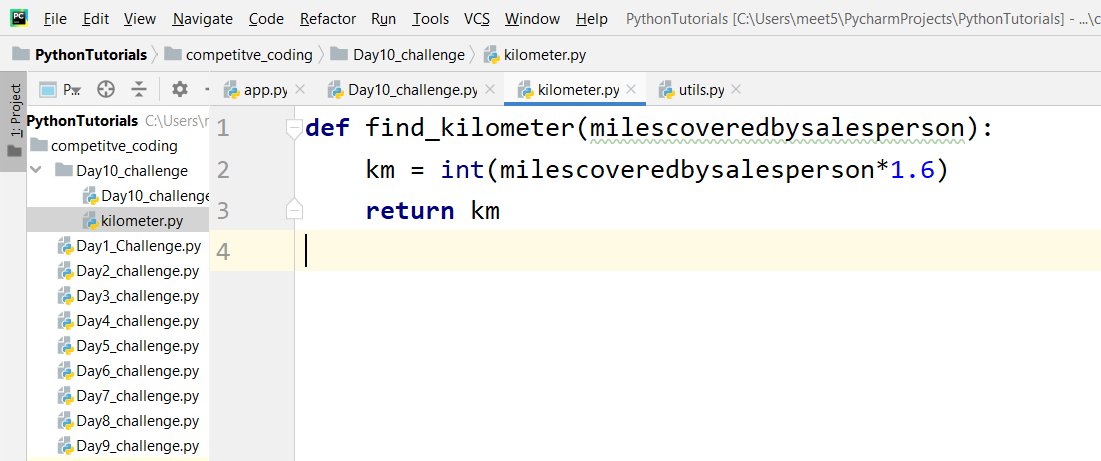 PC File Edit View Navigate Code Refactor Run Tools VCS Window Help PythonTutorials [C:\Users\meet5\PycharmProjects\PythonTutorials] - ...\c
PythonTutorials competitve_coding Day10_challenge kilometer.py
1: Project
P...
app.py Day10_challenge.py kilometer.py utils.py
PythonTutorials C:\Users\
competitve_coding
Day10_challenge
Day10_challenge
kilometer.py
Day1_Challenge.py
Day2_challenge.py
Day3_challenge.py
Day4_challenge.py
Day5_challenge.py
Day6_challenge.py
Day7_challenge.py
Day8_challenge.py
Day9_challenge.py
1 def find_kilometer(milescoveredbysalesperson):
2 km = int(milescoveredbysalesperson*1.6)
3 return km
4